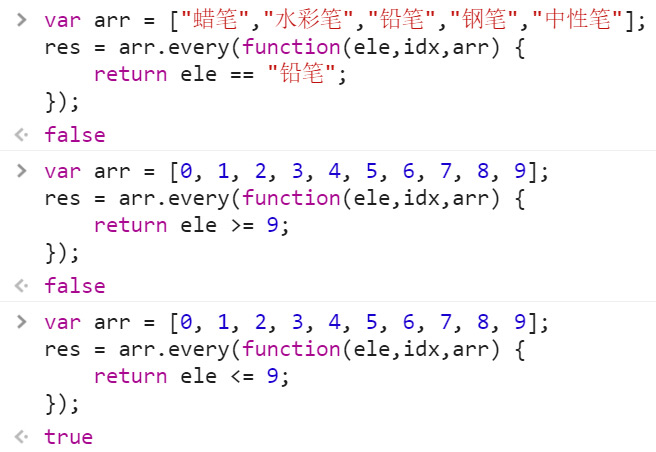 var arr = ["蜡笔","水彩笔","铅笔","钢笔","中性笔"];
res = arr.every(function(ele,idx,arr) {
    return ele == "铅笔";
});
false
var arr = [0, 1, 2, 3, 4, 5, 6, 7, 8, 9];
res = arr.every(function(ele,idx,arr) {
    return ele >= 9;
});
false
var arr = [0, 1, 2, 3, 4, 5, 6, 7, 8, 9];
res = arr.every(function(ele,idx,arr) {
    return ele <= 9;
});
true